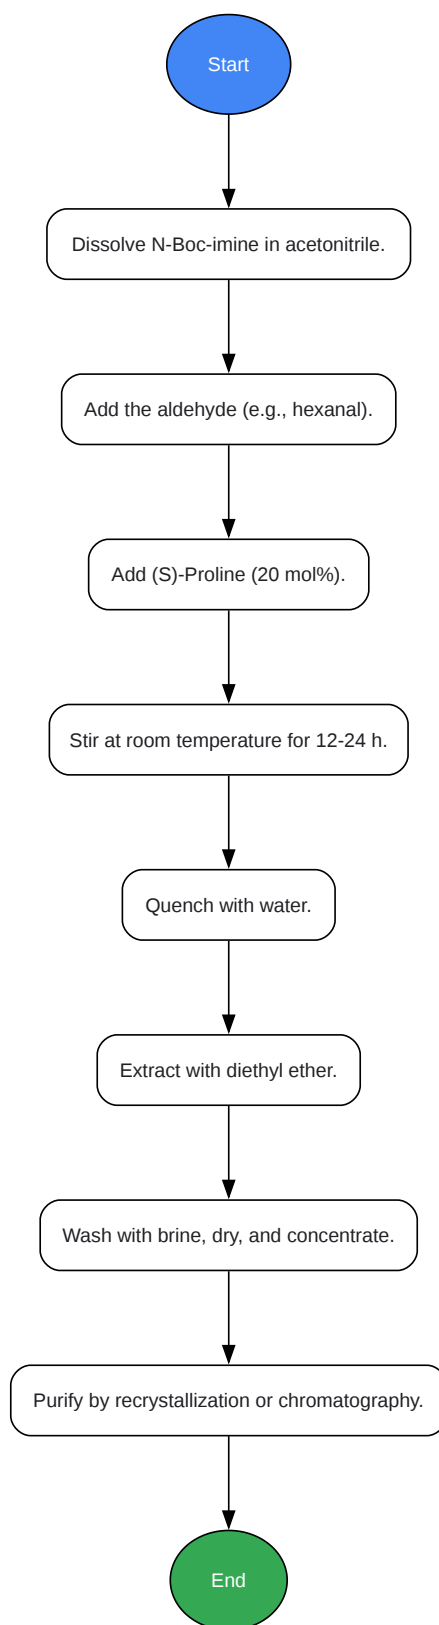 Start
Dissolve N-Boc-imine in acetonitrile.
Add the aldehyde (e.g., hexanal).
Add (S)-Proline (20 mol%).
Stir at room temperature for 12-24 h.
Quench with water.
Extract with diethyl ether.
Wash with brine, dry, and concentrate.
Purify by recrystallization or chromatography.
End